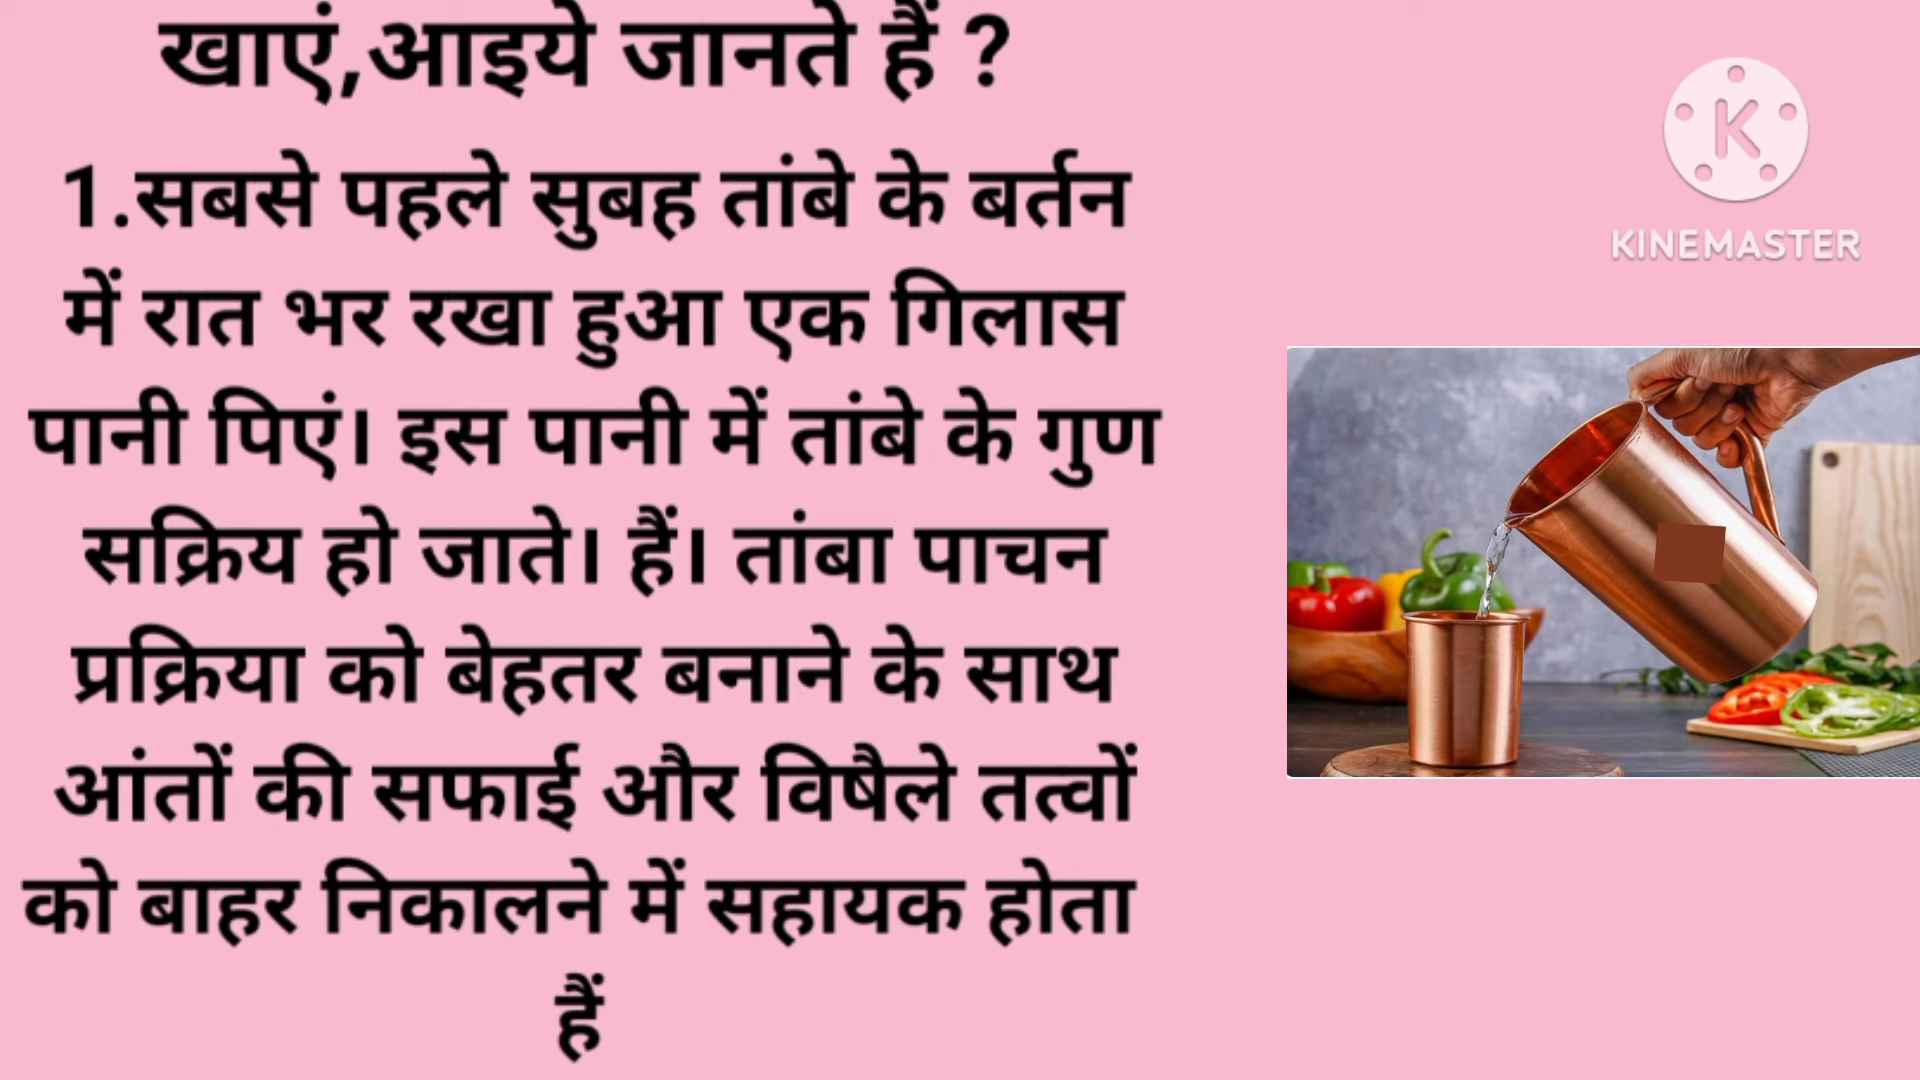 खाएं,आइये जानते हैं ?
1.सबसे पहले सुबह तांबे के बर्तन
में रात भर रखा हुआ एक गिलास
पानी पिएं। इस पानी में तांबे के गुण
सक्रिय हो जाते। हैं। तांबा पाचन
प्रक्रिया को बेहतर बनाने के साथ
आंतों की सफाई और विषैले तत्वों
को बाहर निकालने में सहायक होता
हैं
K
KINEMASTER